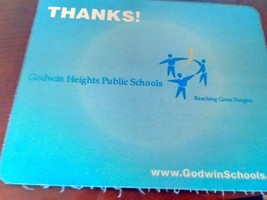 THANKS!
Godwin Heights Public Schools
Reaching Great Heights
www.GodwinSchools.